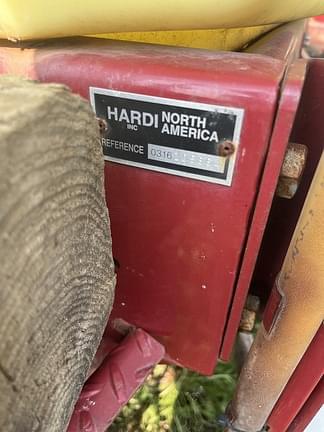 HARDI NORTH
INC AMERICA
REFERENCE 0316